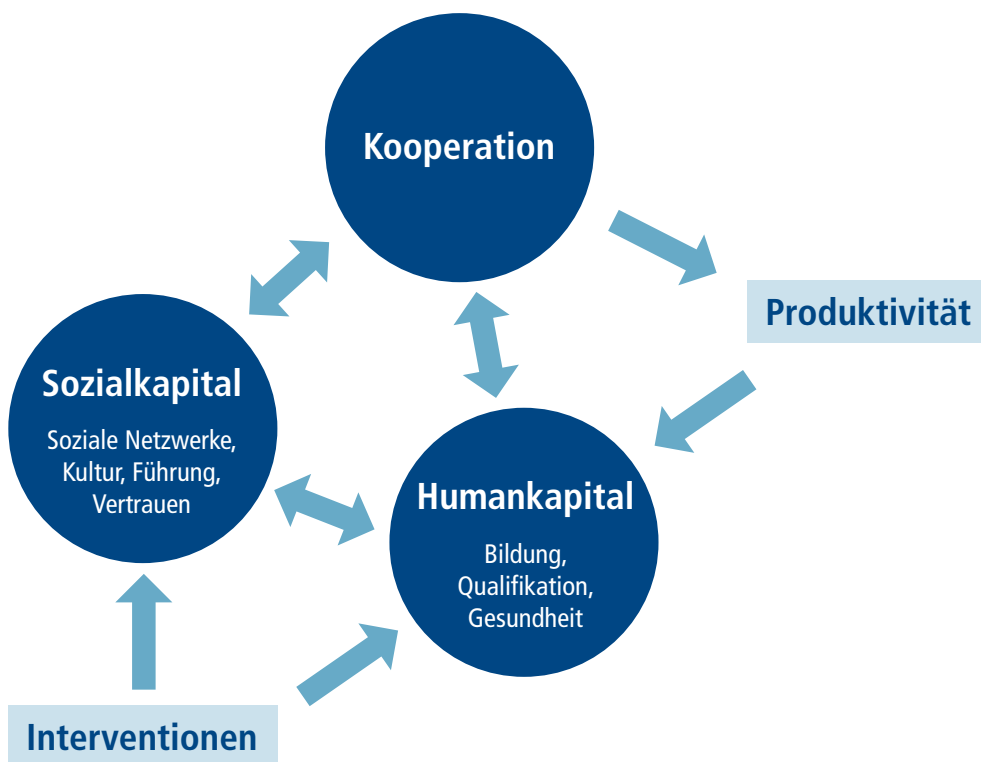 Kooperation
Produktivität
Sozialkapital
Soziale Netzwerke,
Kultur, Führung,
Vertrauen
Humankapital
Bildung,
Qualifikation,
Gesundheit
Interventionen